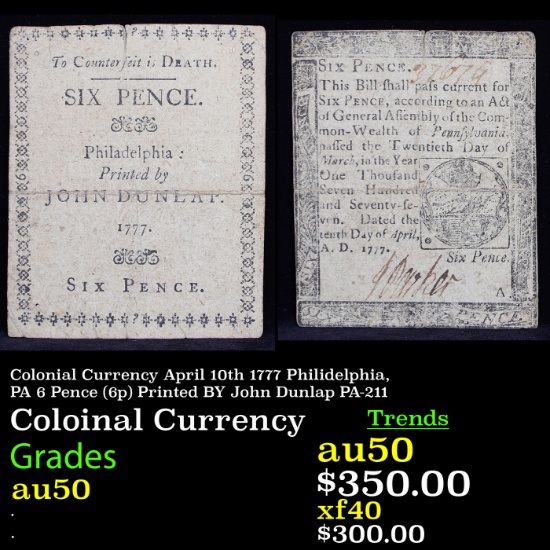 To Counterfeit is DEATH.
SIX PENCE.
Philadelphia:
Printed by
JOHN DUNLAP.
1777.
SIX PENCE.
SIX PENCE.
This Bill shall pass current for
SIX PENCE, according to an Act
of General Assembly of the Com-
mon-Wealth of Pennsylvania,
passed the Twentieth Day of
March, in the Year
One Thousand
Seven Hundred
and Seventy-se-
ven. Dated the
tenth Day of April,
A. D. 1777.
Six Pence.
A.
PENCE.
Colonial Currency April 10th 1777 Philidelphia,
PA 6 Pence (6p) Printed BY John Dunlap PA-211
Coloinal Currency
Trends
Grades
au50
au50
$350.00
.
xf40
.
$300.00